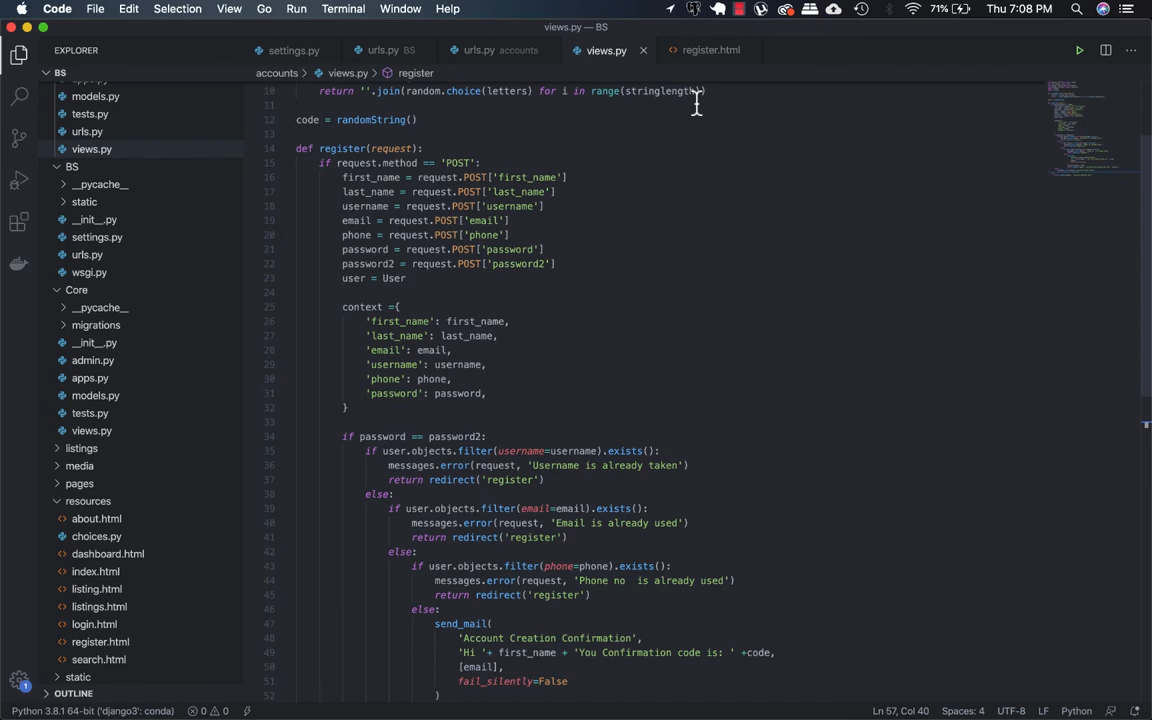 Code File Edit Selection View Go Run Terminal Window Help 71% Thu 7:08 PM
views.py — BS
EXPLORER settings.py urls.py BS urls.py accounts views.py register.html
BS accounts > views.py > register
models.py
tests.py
urls.py
views.py
BS
__pycache__
static
__init__.py
settings.py
urls.py
wsgi.py
Core
__pycache__
migrations
__init__.py
admin.py
apps.py
models.py
tests.py
views.py
listings
media
pages
resources
about.html
choices.py
dashboard.html
index.html
listing.html
listings.html
login.html
register.html
search.html
static
OUTLINE
10 return ''.join(random.choice(letters) for i in range(stringlength))
11
12 code = randomString()
13
14 def register(request):
15 if request.method == 'POST':
16 first_name = request.POST['first_name']
17 last_name = request.POST['last_name']
18 username = request.POST['username']
19 email = request.POST['email']
20 phone = request.POST['phone']
21 password = request.POST['password']
22 password2 = request.POST['password2']
23 user = User
24
25 context ={
26 'first_name': first_name,
27 'last_name': last_name,
28 'email': email,
29 'username': username,
30 'phone': phone,
31 'password': password,
32 }
33
34 if password == password2:
35 if user.objects.filter(username=username).exists():
36 messages.error(request, 'Username is already taken')
37 return redirect('register')
38 else:
39 if user.objects.filter(email=email).exists():
40 messages.error(request, 'Email is already used')
41 return redirect('register')
42 else:
43 if user.objects.filter(phone=phone).exists():
44 messages.error(request, 'Phone no  is already used')
45 return redirect('register')
46 else:
47 send_mail(
48 'Account Creation Confirmation',
49 'Hi '+ first_name + 'You Confirmation code is: ' +code,
50 [email],
51 fail_silently=False
52 )
1 Python 3.8.1 64-bit ('django3': conda) 0 0 Ln 57, Col 40 Spaces: 4 UTF-8 LF Python